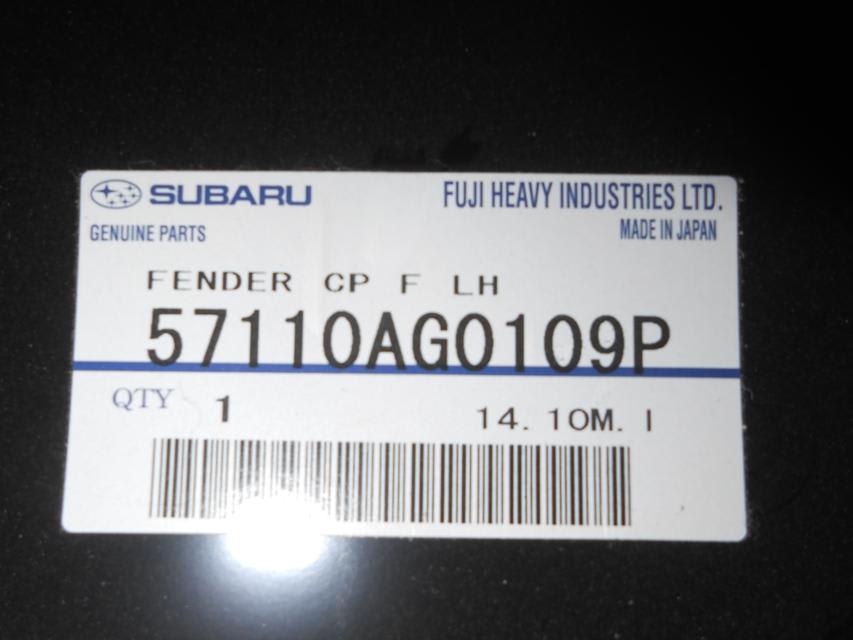 SUBARU FUJI HEAVY INDUSTRIES LTD.
GENUINE PARTS MADE IN JAPAN
FENDER CP F LH
57110AG0109P
QTY 1 14. 10M. I